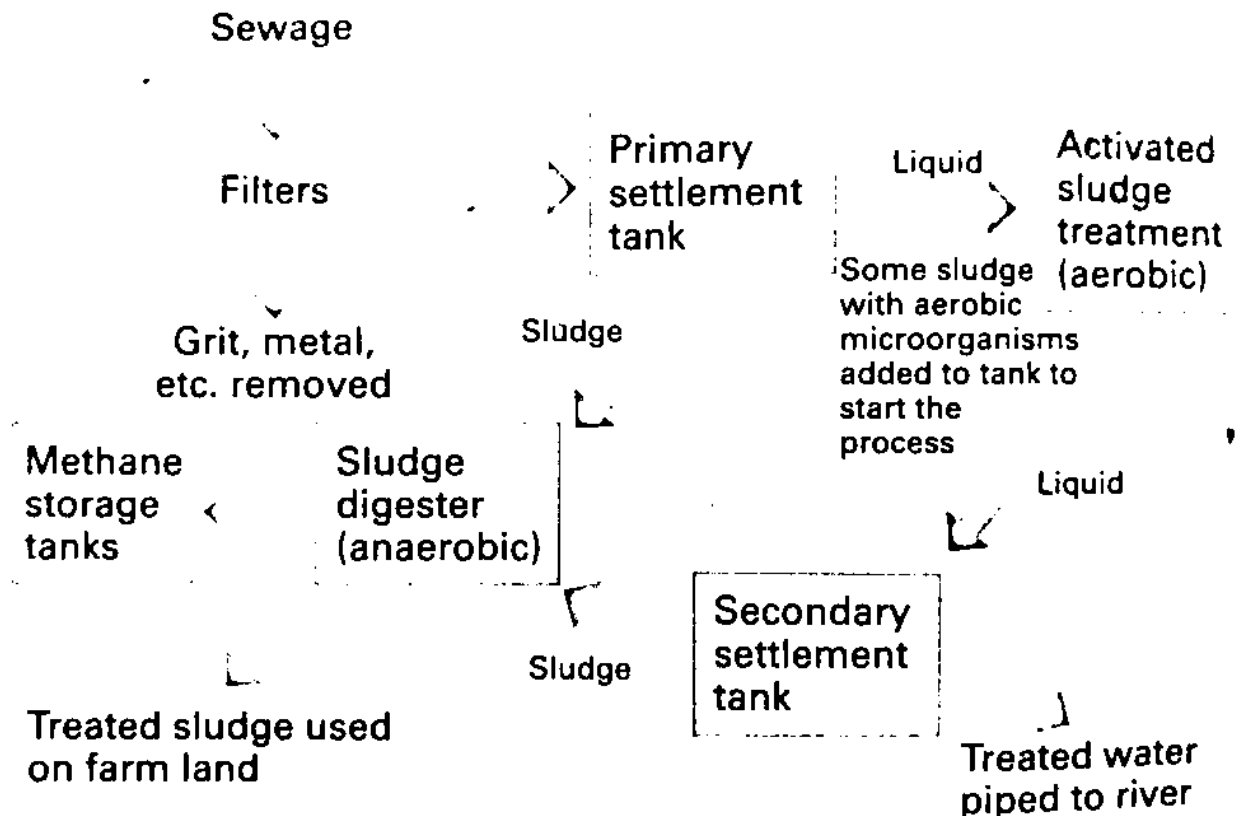 Sewage
Filters
Grit, metal,
etc. removed
Primary
settlement
tank
Liquid
Activated
sludge
treatment
(aerobic)
Some sludge
with aerobic
microorganisms
added to tank to
start the
process
Sludge
Liquid
Methane
storage
tanks
Sludge
digester
(anaerobic)
Secondary
settlement
tank
Sludge
Treated sludge used
on farm land
Treated water
piped to river